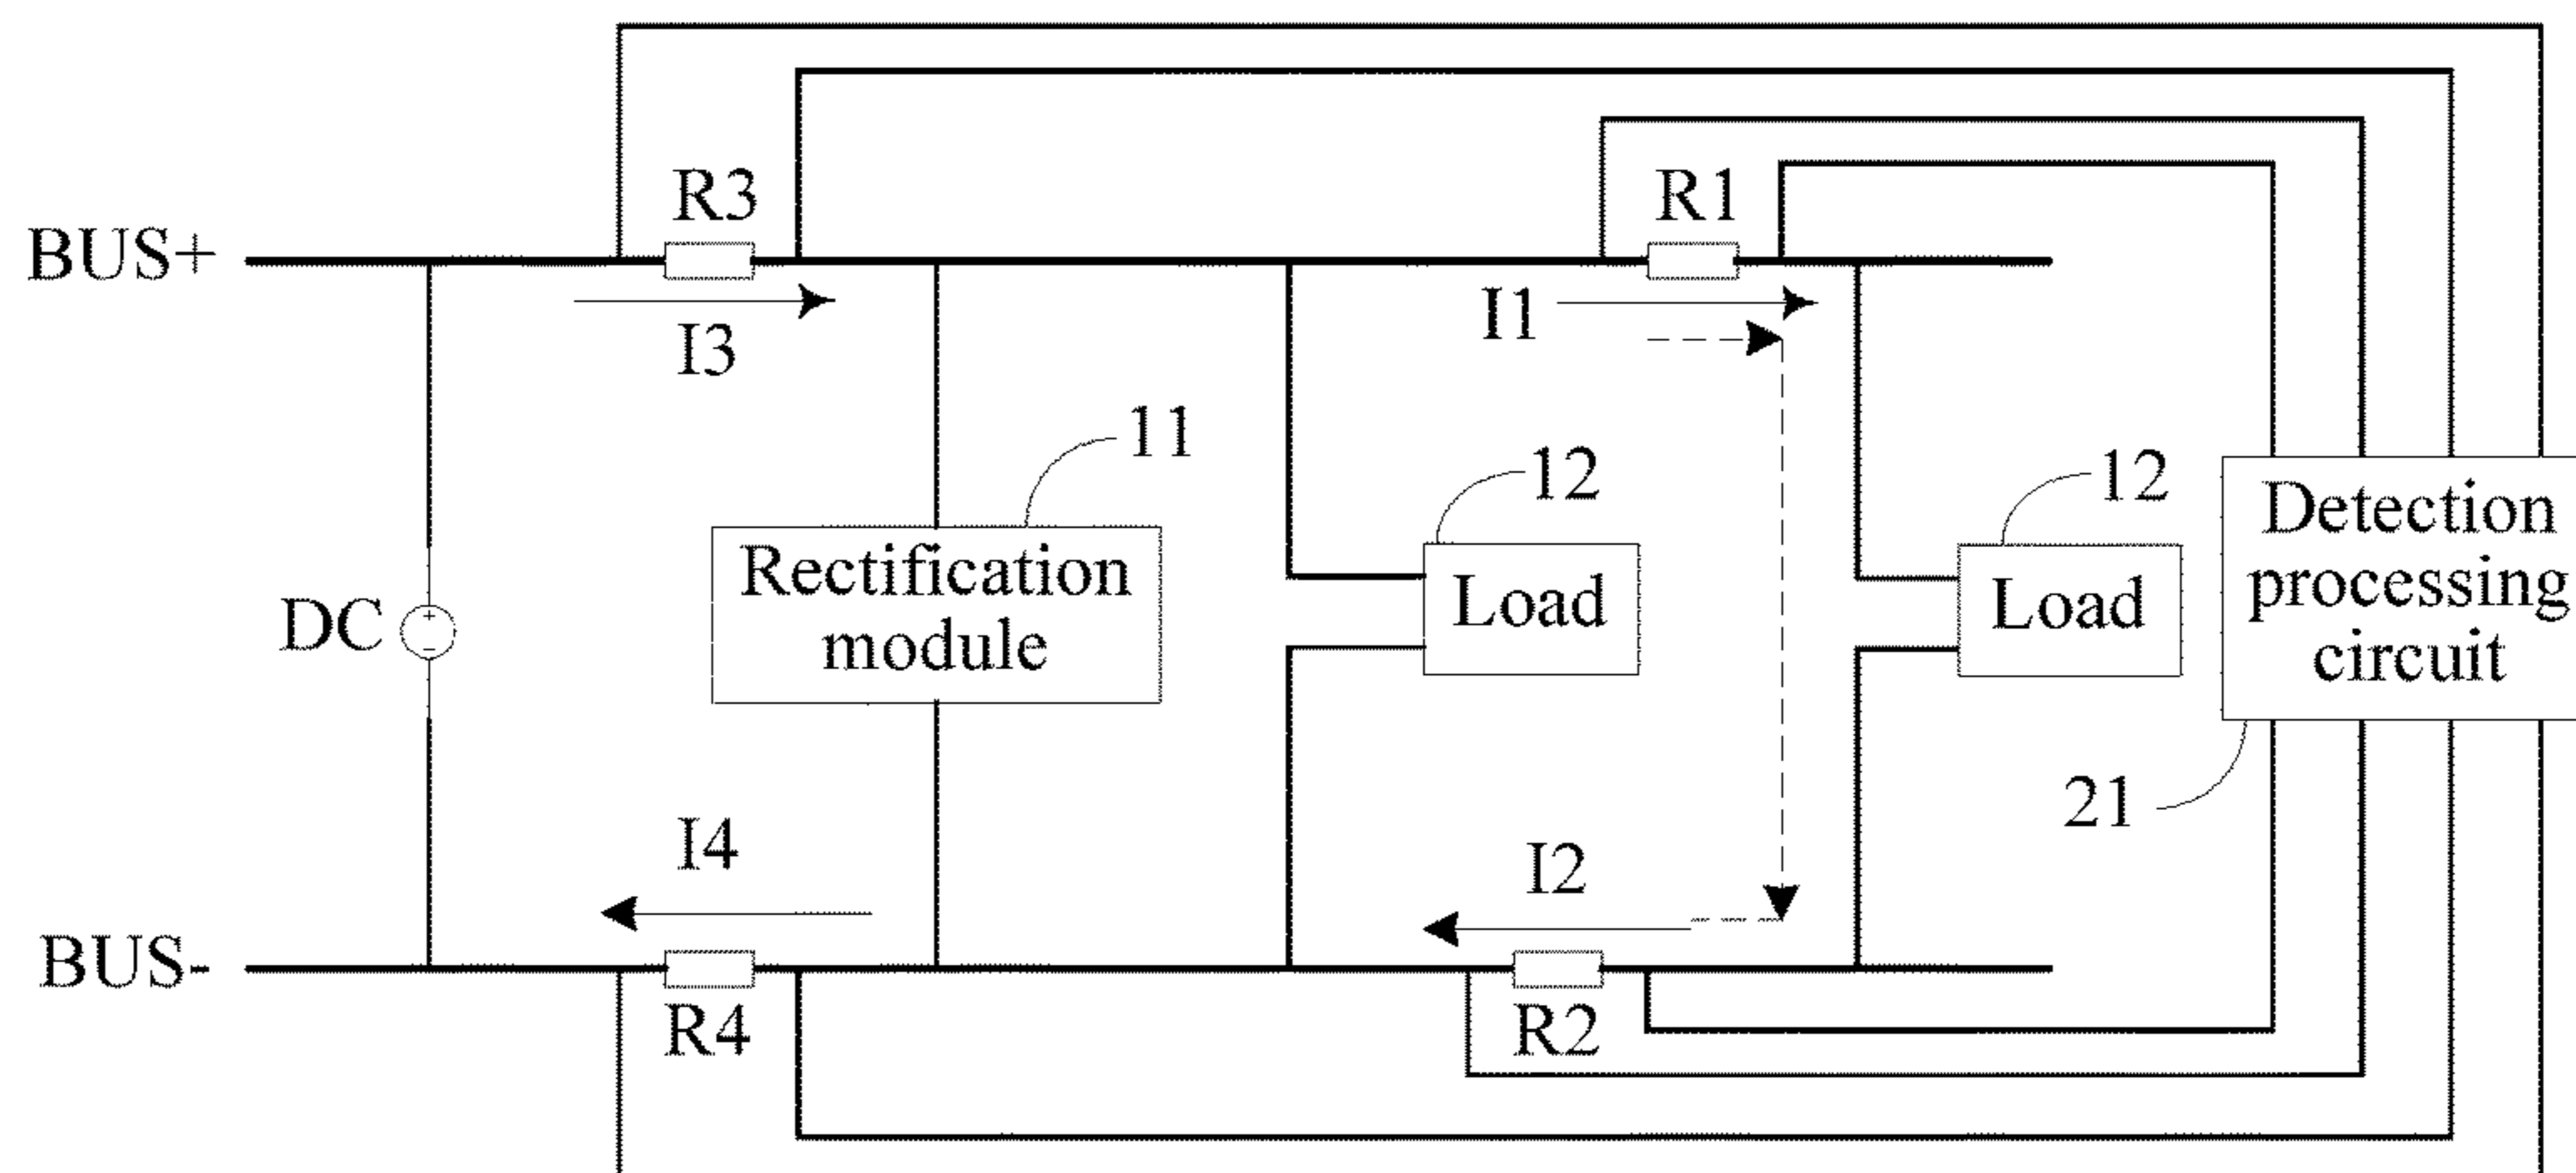 R3
R1
BUS+
I3
I1
11
12
12
Rectification
module
Load
Load
Detection
processing
circuit
DC
+
-
21
I4
I2
BUS-
R4
R2